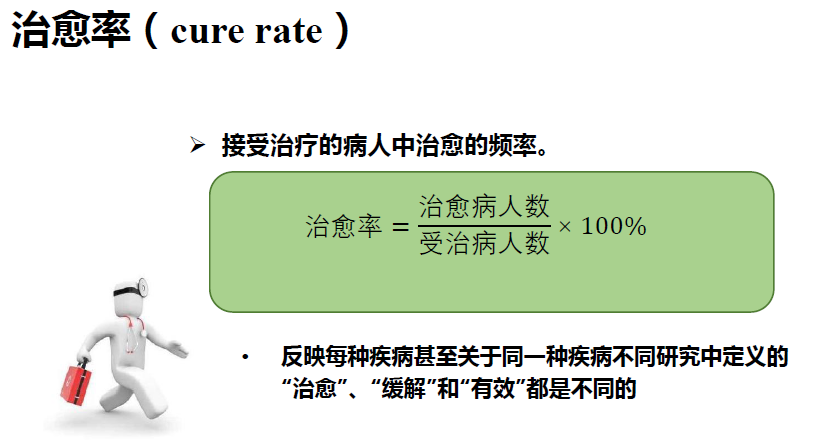 治愈率（cure rate）
➢ 接受治疗的病人中治愈的频率。
治愈率 = 治愈病人数 / 受治病人数 × 100%
• 反映每种疾病甚至关于同一种疾病不同研究中定义的
“治愈”、“缓解”和“有效”都是不同的